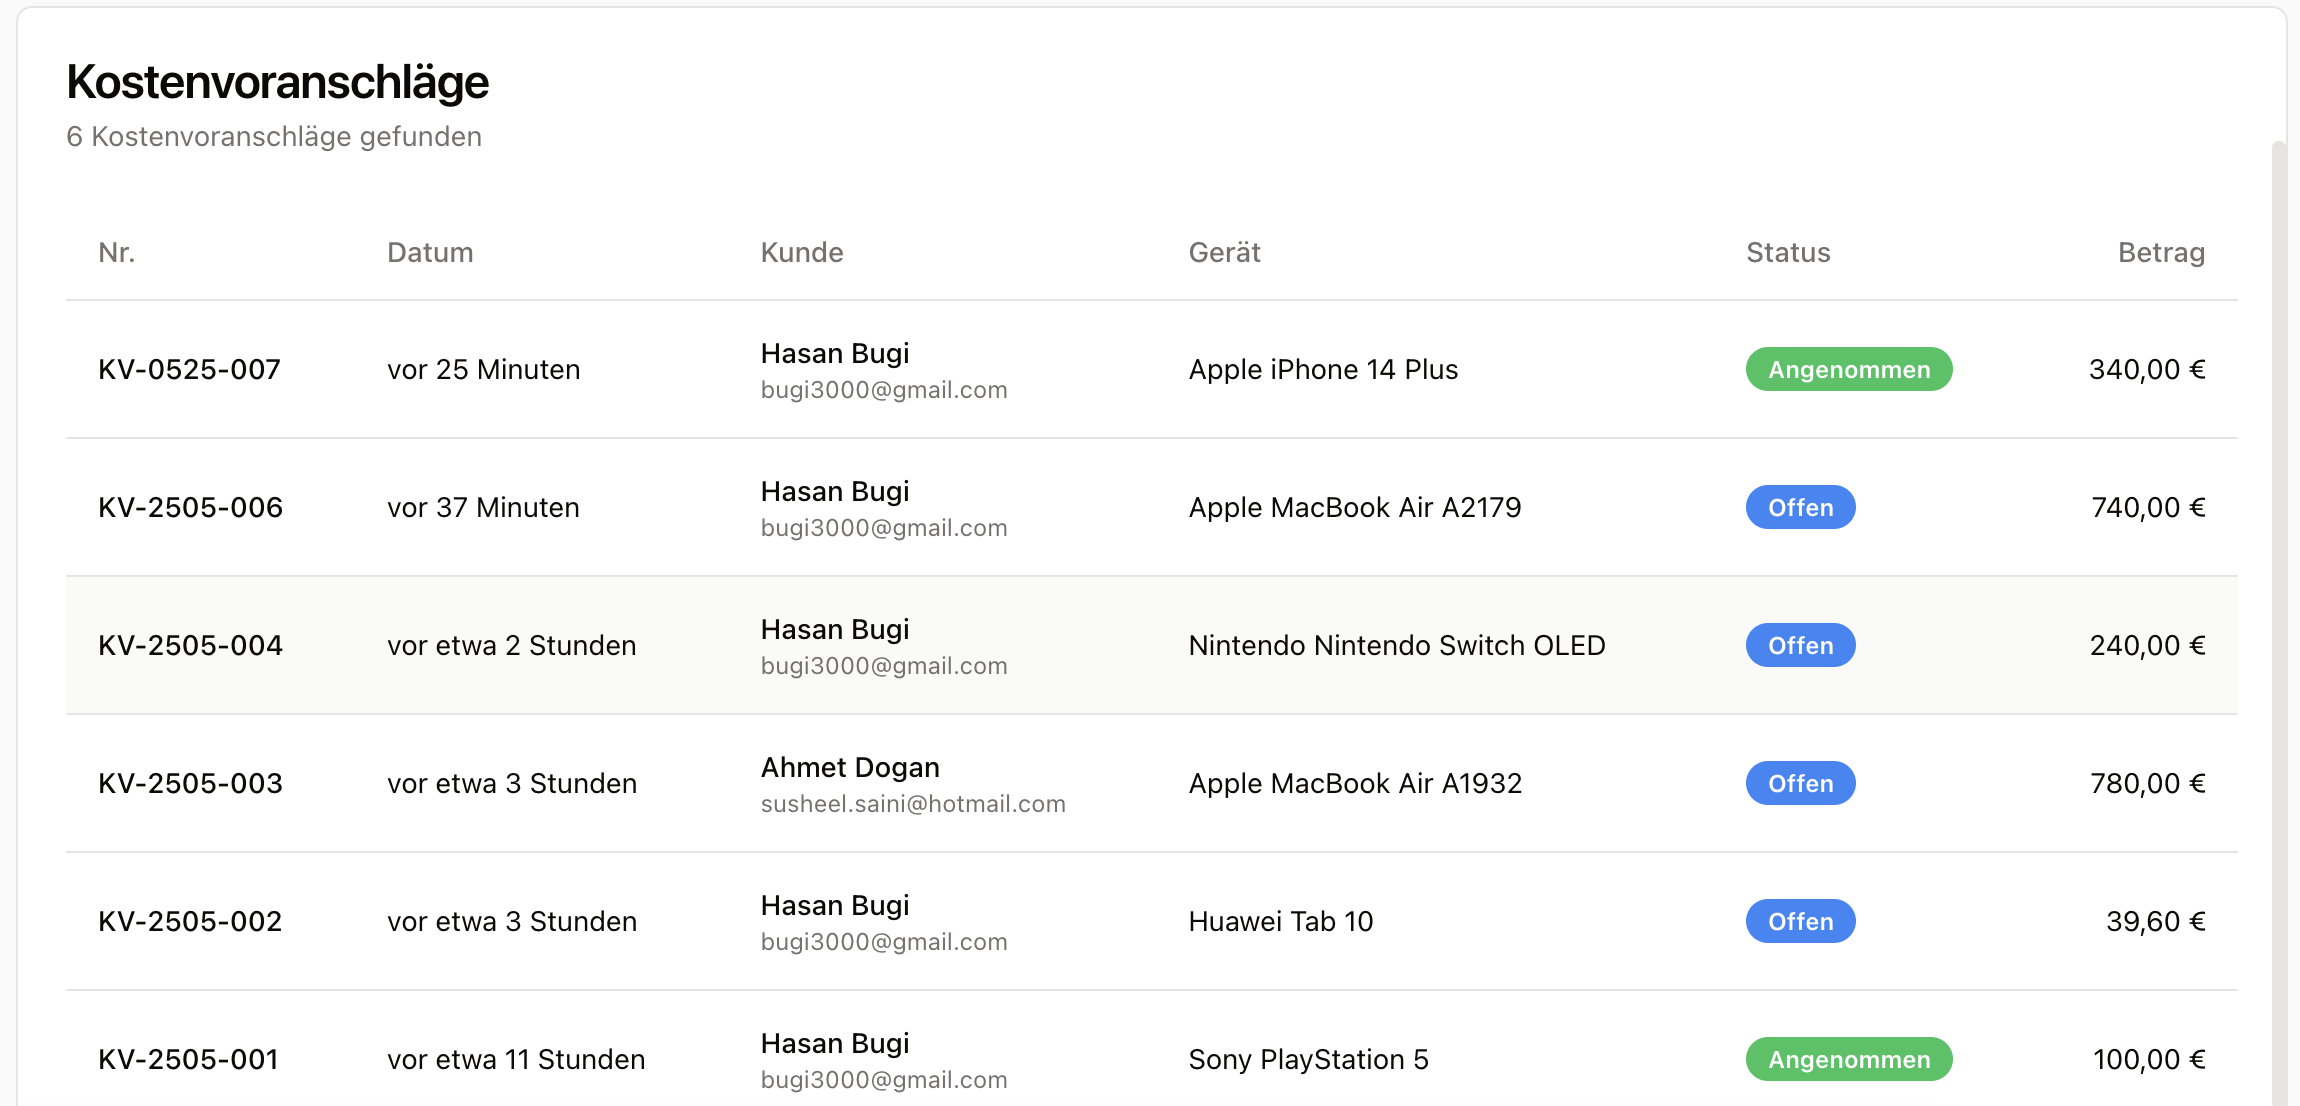 Kostenvoranschläge
6 Kostenvoranschläge gefunden
Nr. Datum Kunde Gerät Status Betrag
KV-0525-007 vor 25 Minuten Hasan Bugi Apple iPhone 14 Plus Angenommen 340,00 €
bugi3000@gmail.com
KV-2505-006 vor 37 Minuten Hasan Bugi Apple MacBook Air A2179 Offen 740,00 €
bugi3000@gmail.com
KV-2505-004 vor etwa 2 Stunden Hasan Bugi Nintendo Nintendo Switch OLED Offen 240,00 €
bugi3000@gmail.com
KV-2505-003 vor etwa 3 Stunden Ahmet Dogan Apple MacBook Air A1932 Offen 780,00 €
susheel.saini@hotmail.com
KV-2505-002 vor etwa 3 Stunden Hasan Bugi Huawei Tab 10 Offen 39,60 €
bugi3000@gmail.com
KV-2505-001 vor etwa 11 Stunden Hasan Bugi Sony PlayStation 5 Angenommen 100,00 €
bugi3000@gmail.com